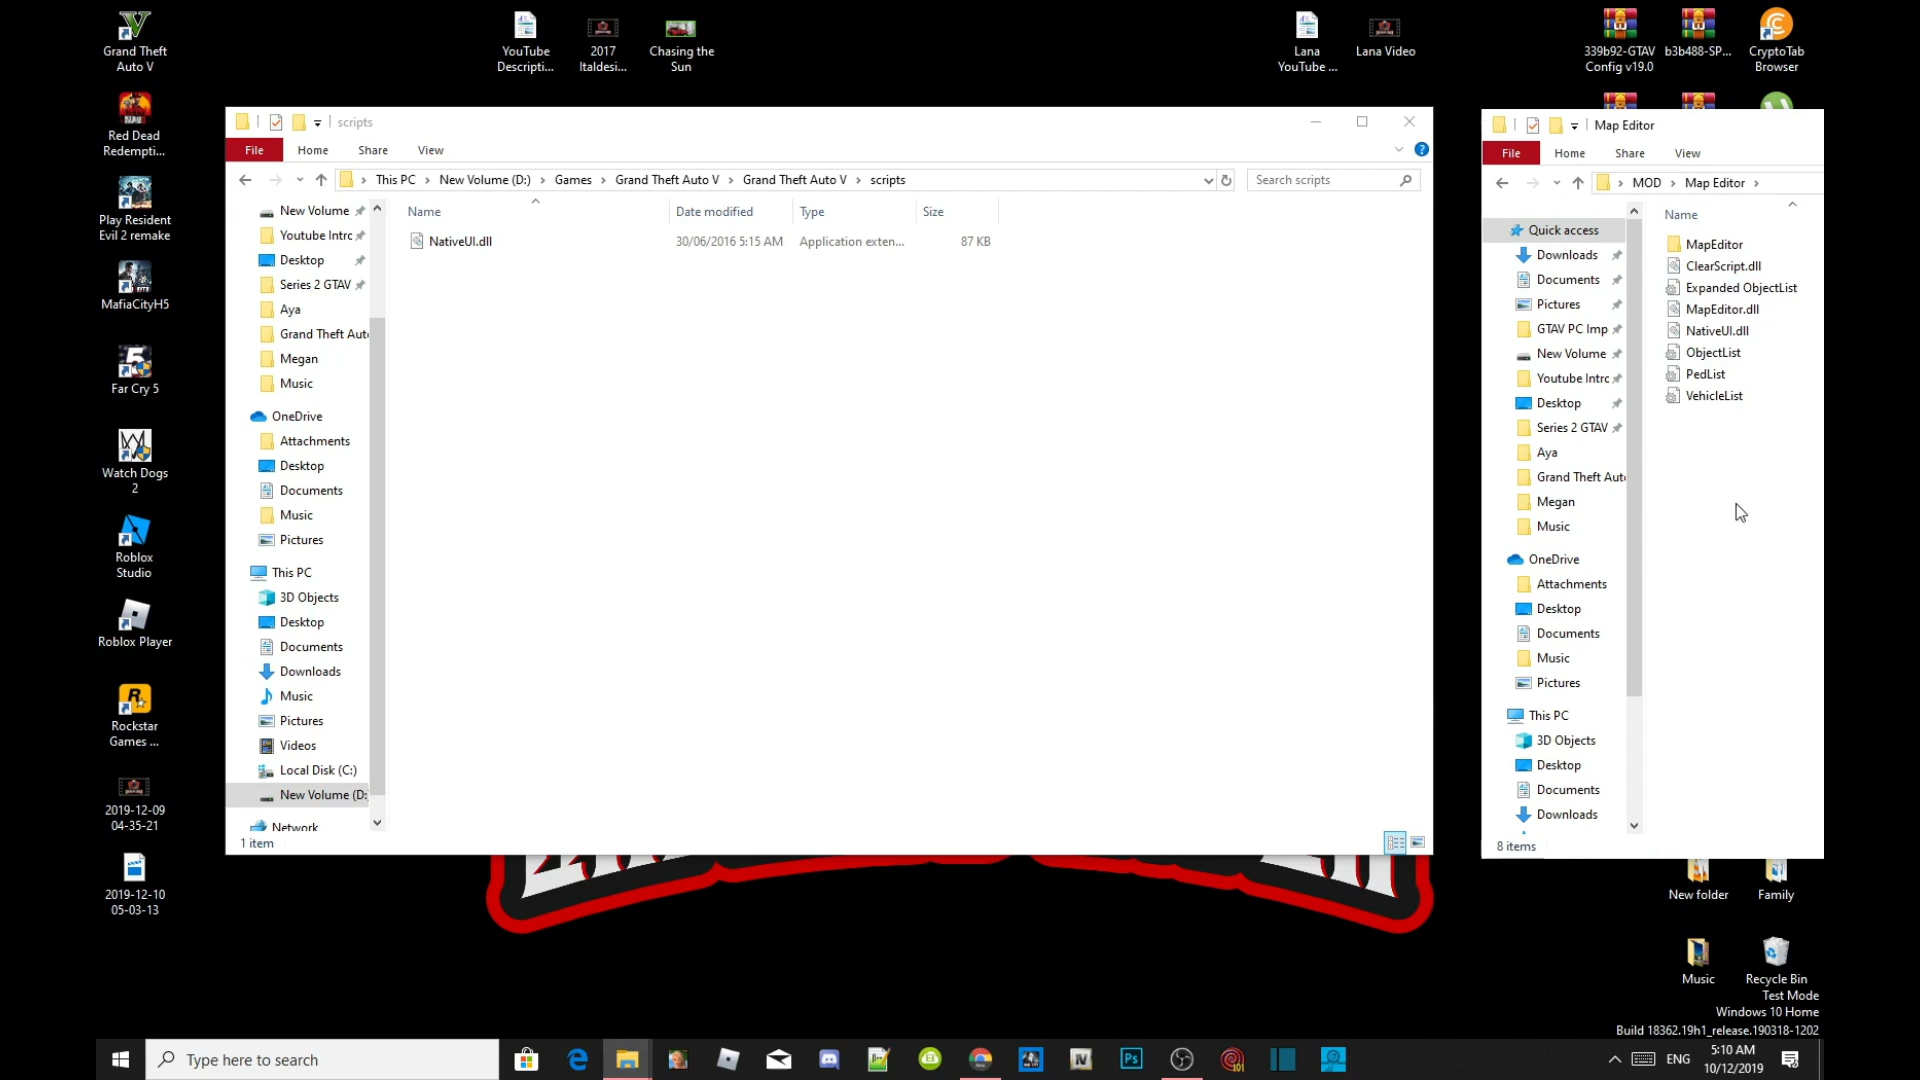 Grand Theft
Auto V
Red Dead
Redempti...
Play Resident
Evil 2 remake
MafiaCityH5
Far Cry 5
Watch Dogs
2
Roblox
Studio
Roblox Player
Rockstar
Games ...
2019-12-09
04-35-21
2019-12-10
05-03-13
YouTube
Descripti...
2017
Italdesi...
Chasing the
Sun
Lana
YouTube ...
Lana Video
339b92-GTAV
Config v19.0
b3b488-SP...
CryptoTab
Browser
scripts
File
Home
Share
View
This PC
New Volume (D:)
Games
Grand Theft Auto V
Grand Theft Auto V
scripts
Search scripts
Name
Date modified
Type
Size
NativeUI.dll
30/06/2016 5:15 AM
Application exten...
87 KB
New Volume
Youtube Intro
Desktop
Series 2 GTAV
Aya
Grand Theft Auto
Megan
Music
OneDrive
Attachments
Desktop
Documents
Music
Pictures
This PC
3D Objects
Desktop
Documents
Downloads
Music
Pictures
Videos
Local Disk (C:)
New Volume (D:
Network
1 item
Map Editor
File
Home
Share
View
MOD
Map Editor
Name
Quick access
Downloads
Documents
Pictures
GTAV PC Imp
New Volume
Youtube Intro
Desktop
Series 2 GTAV
Aya
Grand Theft Auto
Megan
Music
OneDrive
Attachments
Desktop
Documents
Music
Pictures
This PC
3D Objects
Desktop
Documents
Downloads
MapEditor
ClearScript.dll
Expanded ObjectList
MapEditor.dll
NativeUI.dll
ObjectList
PedList
VehicleList
8 items
New folder
Family
Music
Recycle Bin
Test Mode
Windows 10 Home
Build 18362.19h1_release.190318-1202
Type here to search
Ps
IV
101
ENG
5:10 AM
10/12/2019